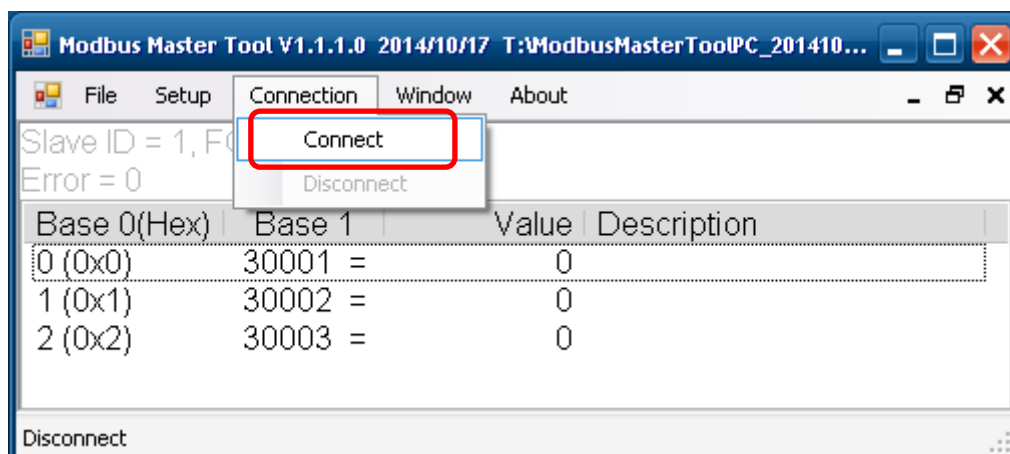 Modbus Master Tool V1.1.1.0 2014/10/17 T:\ModbusMasterToolPC_201410...
File Setup Connection Window About
Slave ID = 1,
Connect
Error = 0
Disconnect
Base 0(Hex) Base 1 Value Description
0 (0x0) 30001 = 0
1 (0x1) 30002 = 0
2 (0x2) 30003 = 0
Disconnect